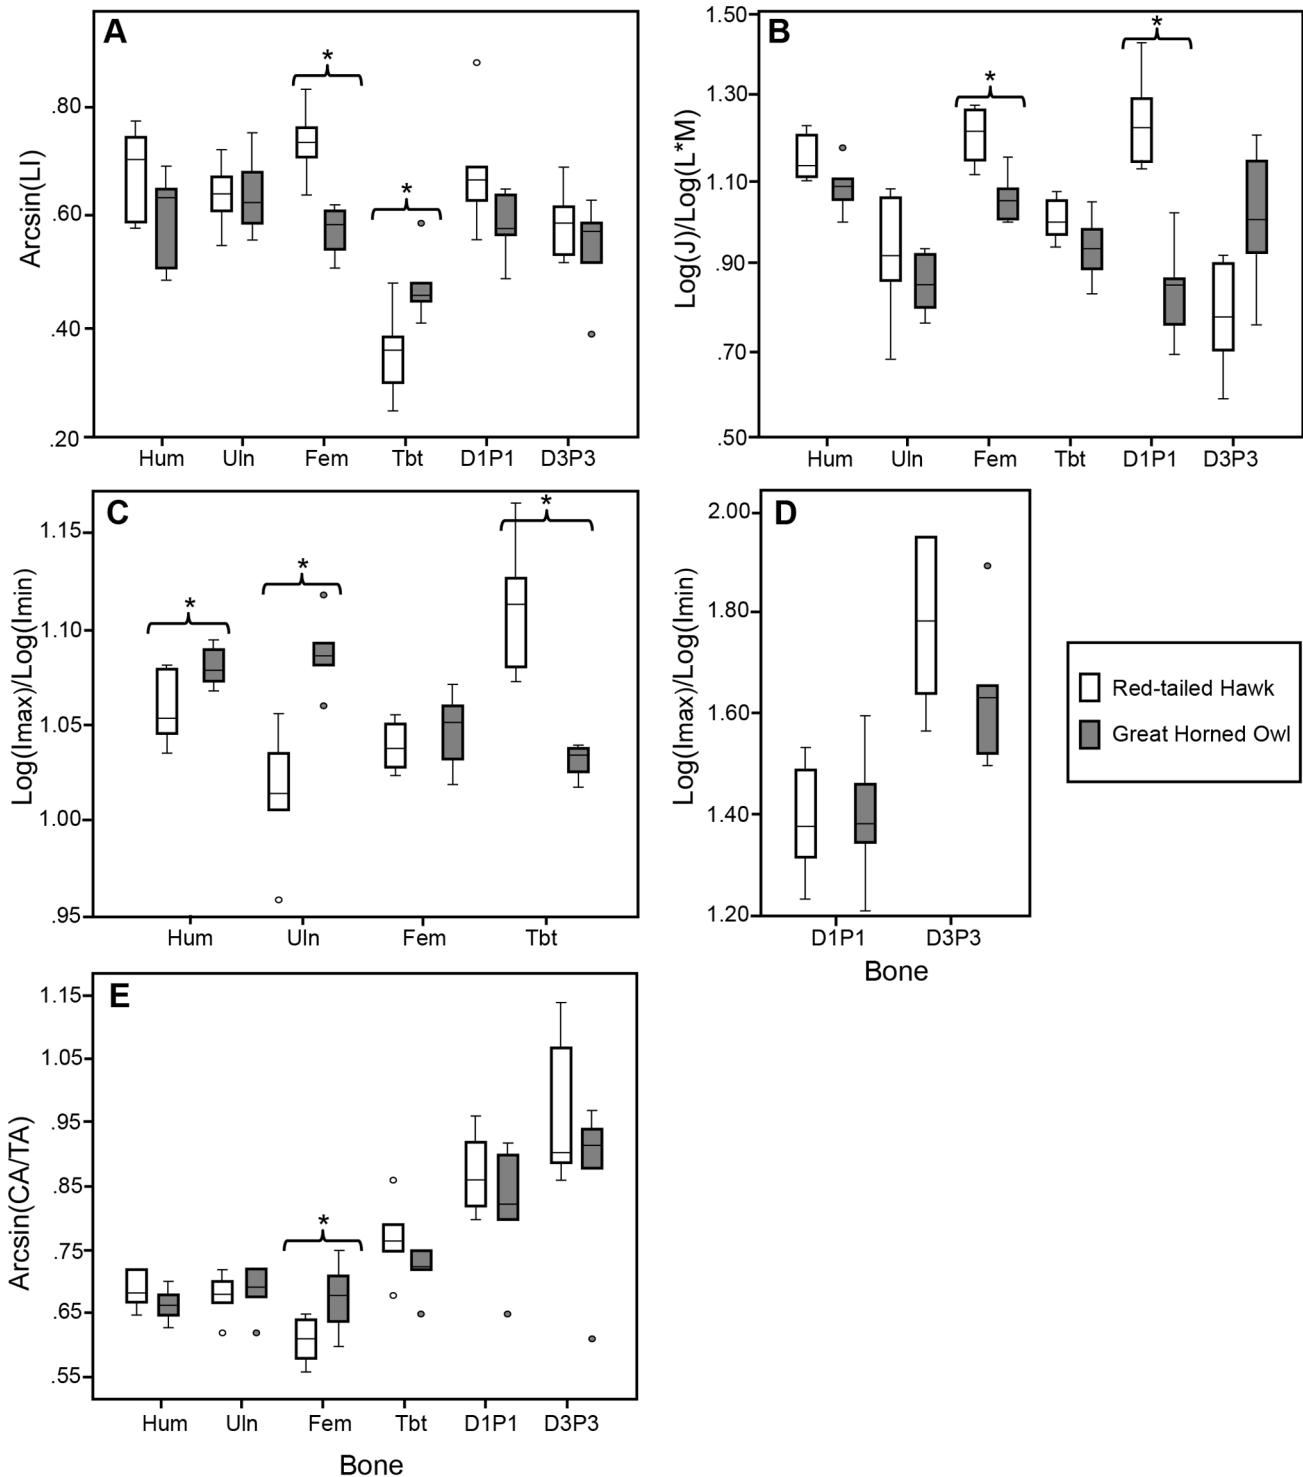 A
*
*
.80
.60
.40
.20
Arcsin(LI)
Hum Uln Fem Tbt D1P1 D3P3
B
*
*
1.50
1.30
1.10
.90
.70
.50
Log(J)/Log(L*M)
Hum Uln Fem Tbt D1P1 D3P3
C
*
*
*
1.15
1.10
1.05
1.00
.95
Log(Imax)/Log(Imin)
Hum Uln Fem Tbt
D
2.00
1.80
1.60
1.40
1.20
Log(Imax)/Log(Imin)
D1P1 D3P3
Bone
Red-tailed Hawk
Great Horned Owl
E
*
1.15
1.05
.95
.85
.75
.65
.55
Arcsin(CA/TA)
Hum Uln Fem Tbt D1P1 D3P3
Bone